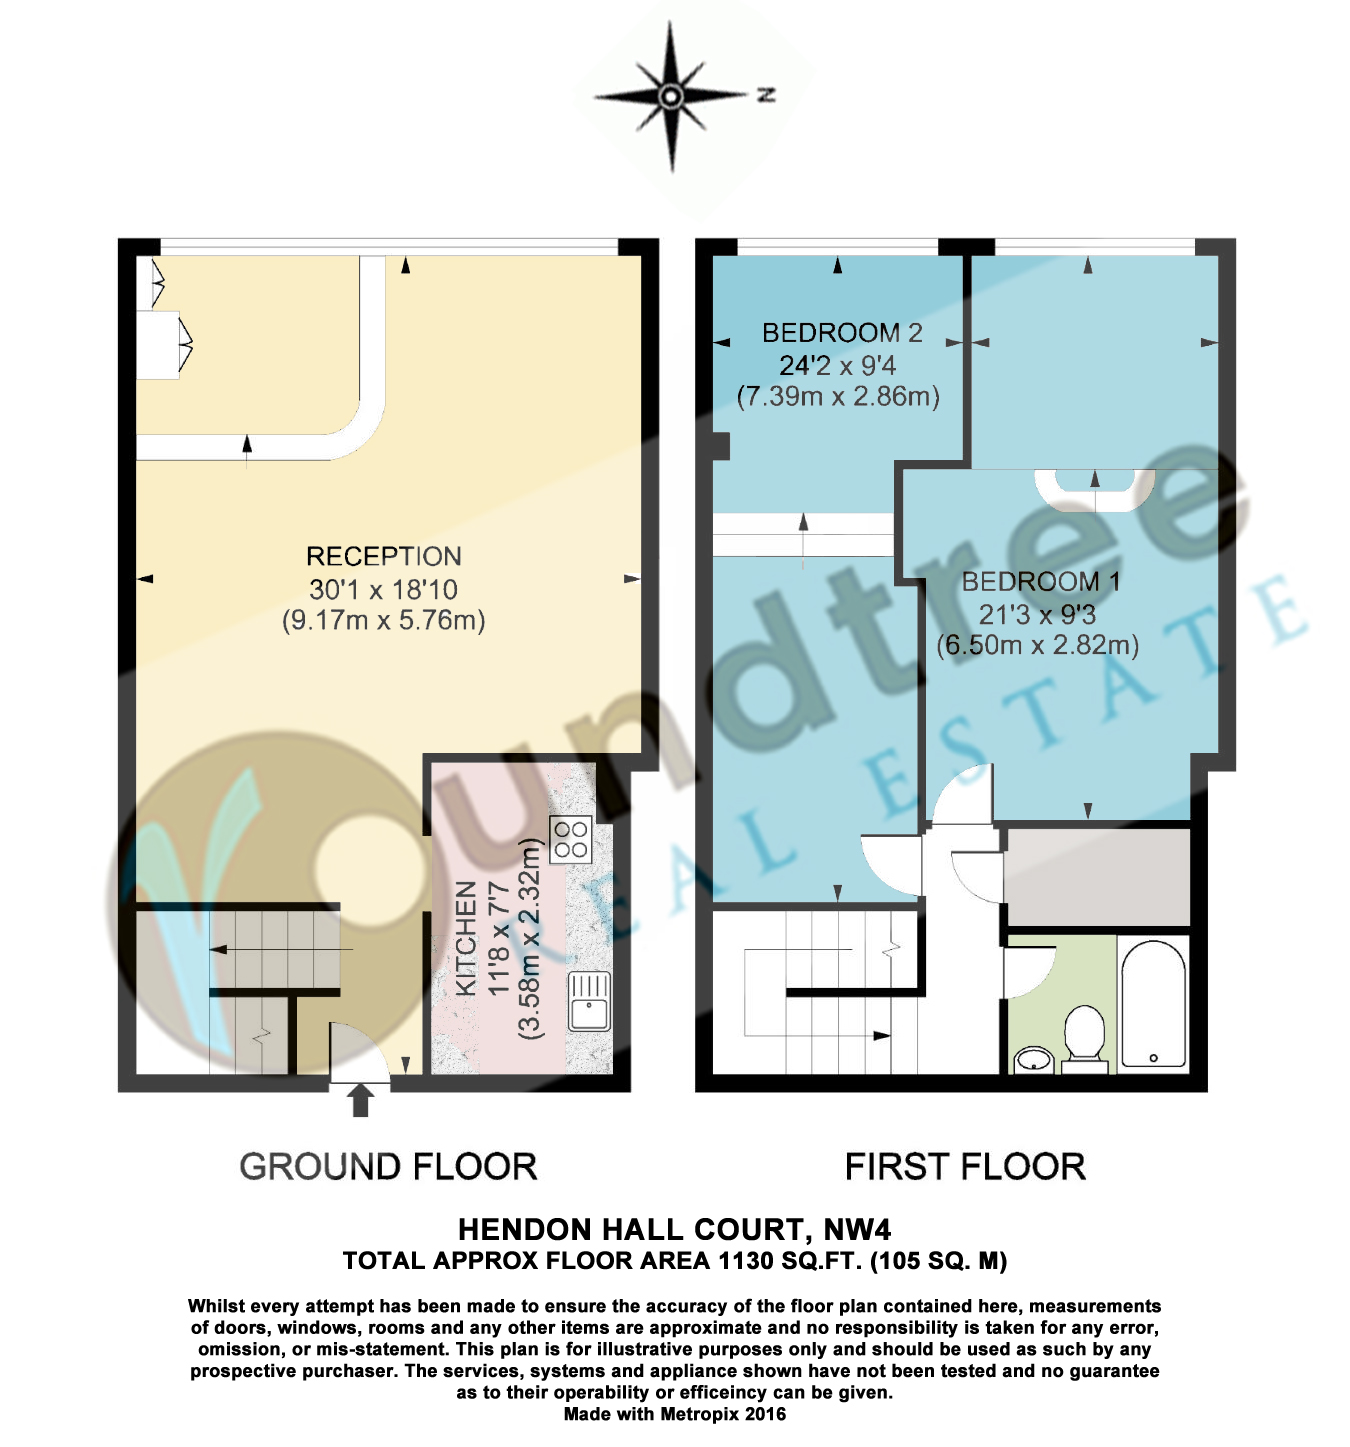 N
BEDROOM 2
24'2 x 9'4
(7.39m x 2.86m)
RECEPTION
30'1 x 18'10
(9.17m x 5.76m)
BEDROOM 1
21'3 x 9'3
(6.50m x 2.82m)
KITCHEN
11'8 x 7'7
(3.58m x 2.32m)
roundtree
REAL ESTATE
GROUND FLOOR
FIRST FLOOR
HENDON HALL COURT, NW4
TOTAL APPROX FLOOR AREA 1130 SQ.FT. (105 SQ. M)
Whilst every attempt has been made to ensure the accuracy of the floor plan contained here, measurements
of doors, windows, rooms and any other items are approximate and no responsibility is taken for any error,
omission, or mis-statement. This plan is for illustrative purposes only and should be used as such by any
prospective purchaser. The services, systems and appliance shown have not been tested and no guarantee
as to their operability or efficeincy can be given.
Made with Metropix 2016